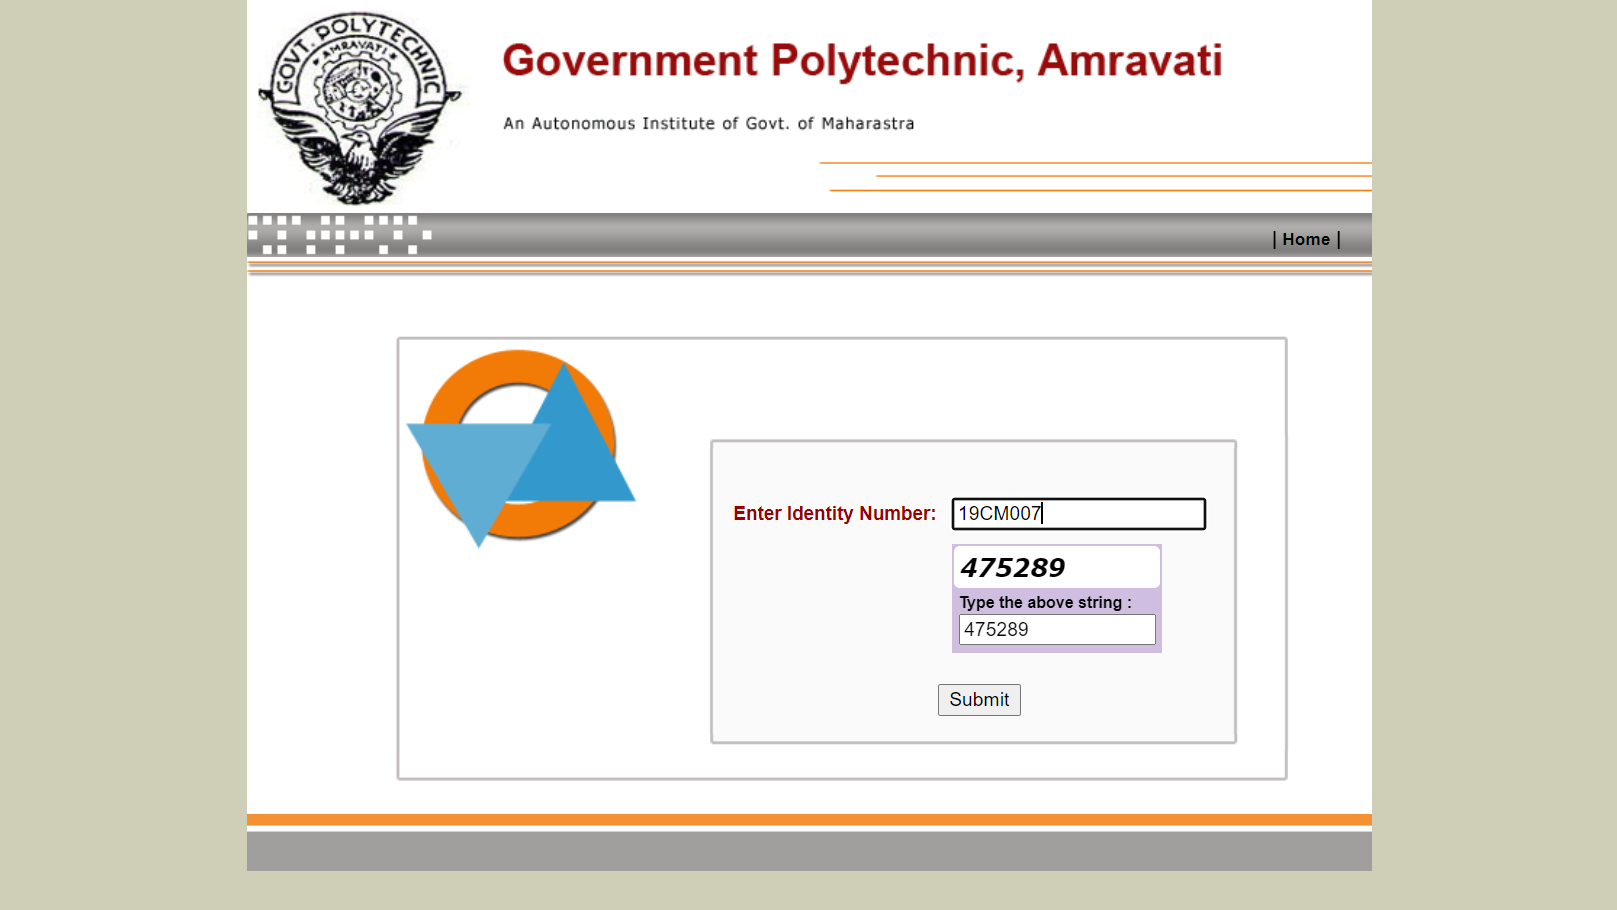 GOVT. POLYTECHNIC
AMRAVATI
Government Polytechnic, Amravati
An Autonomous Institute of Govt. of Maharastra
| Home |
Enter Identity Number: 19CM007
475289
Type the above string :
475289
Submit